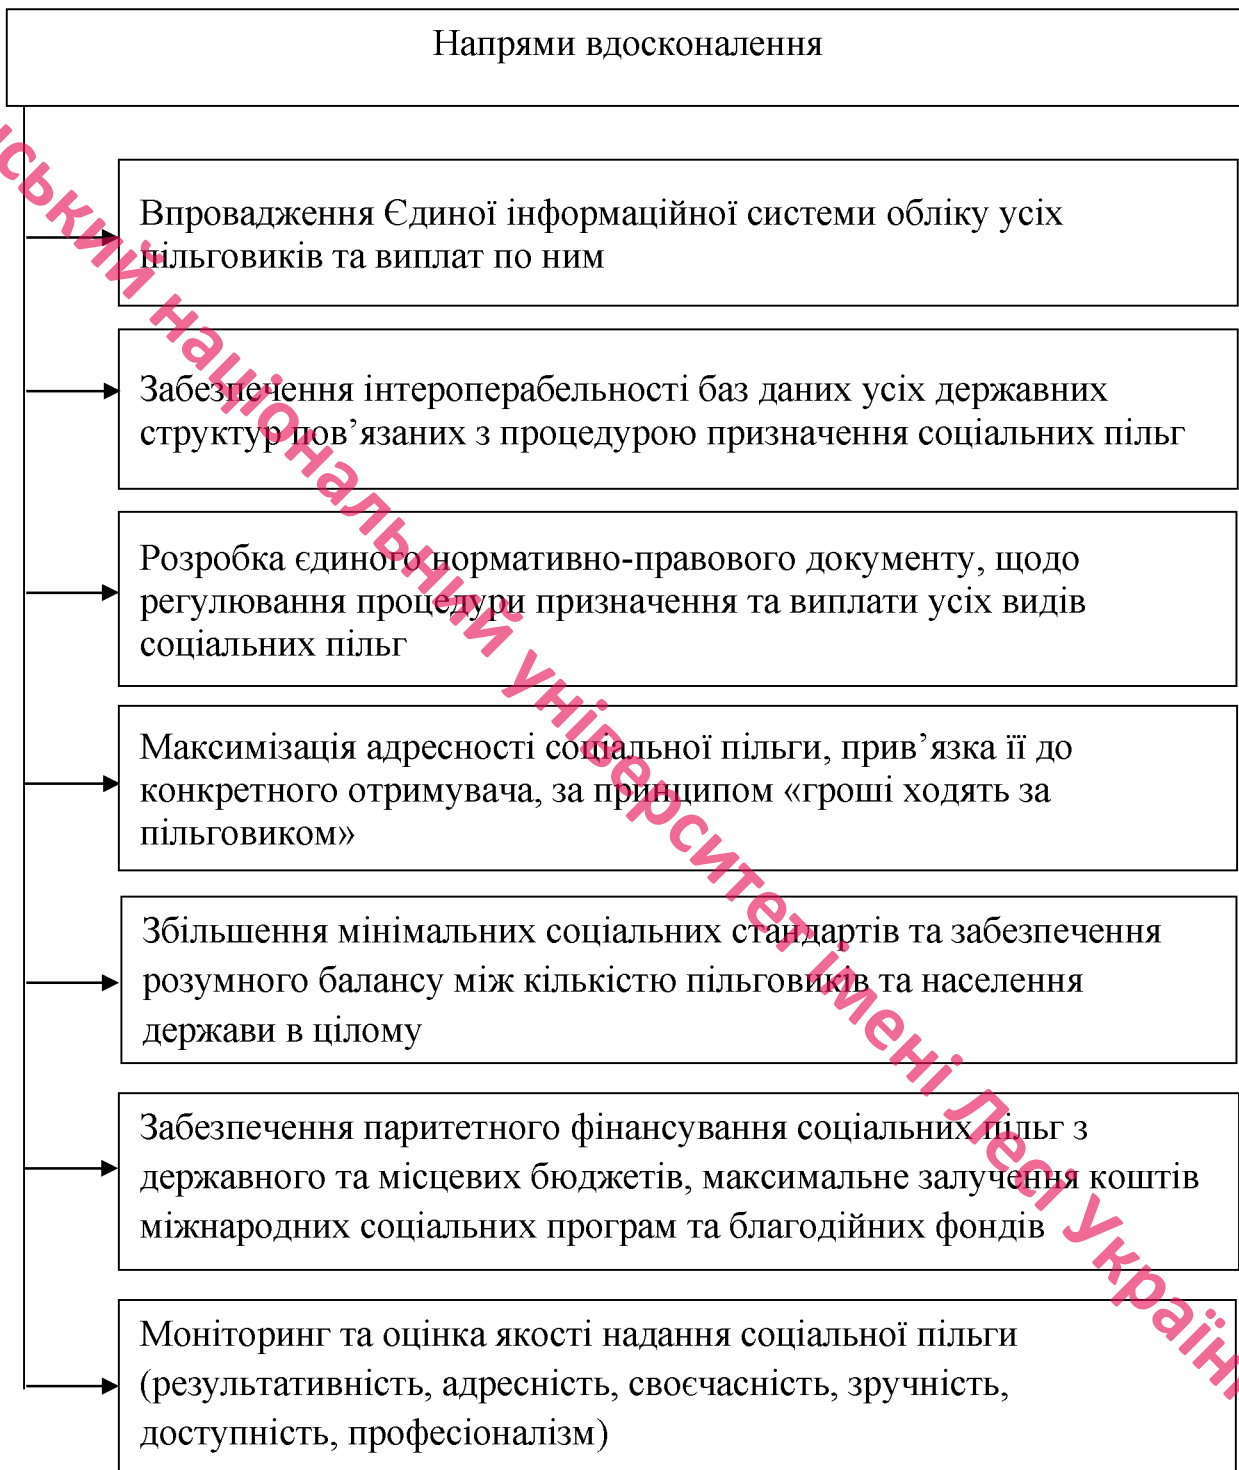 Напрями вдосконалення
Впровадження Єдиної інформаційної системи обліку усіх
пільговиків та виплат по ним
Забезпечення інтероперабельності баз даних усіх державних
структур пов’язаних з процедурою призначення соціальних пільг
Розробка єдиного нормативно-правового документу, щодо
регулювання процедури призначення та виплати усіх видів
соціальних пільг
Максимізація адресності соціальної пільги, прив’язка її до
конкретного отримувача, за принципом «гроші ходять за
пільговиком»
Збільшення мінімальних соціальних стандартів та забезпечення
розумного балансу між кількістю пільговиків та населення
держави в цілому
Забезпечення паритетного фінансування соціальних пільг з
державного та місцевих бюджетів, максимальне залучення коштів
міжнародних соціальних програм та благодійних фондів
Моніторинг та оцінка якості надання соціальної пільги
(результативність, адресність, своєчасність, зручність,
доступність, професіоналізм)
національний університет імені Лесі